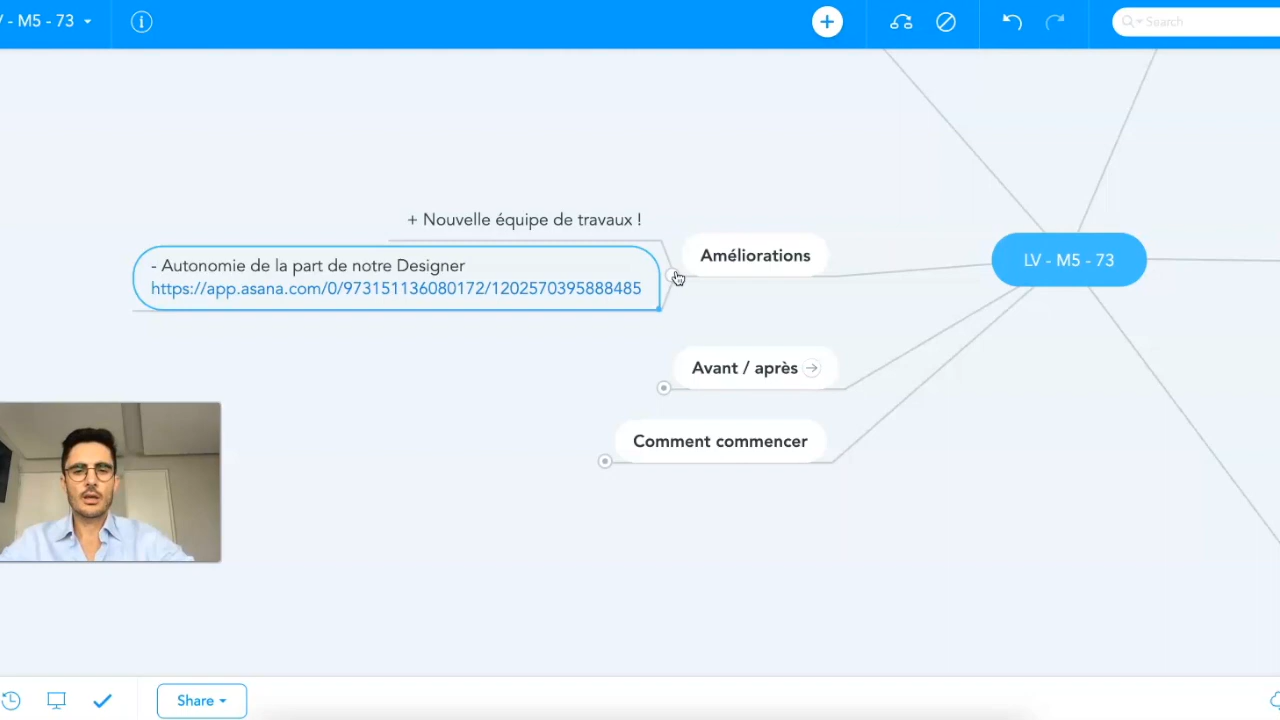 - M5 - 73
Search
+ Nouvelle équipe de travaux !
Améliorations
- Autonomie de la part de notre Designer
https://app.asana.com/0/973151136080172/1202570395888485
LV - M5 - 73
Avant / après
Comment commencer
Share